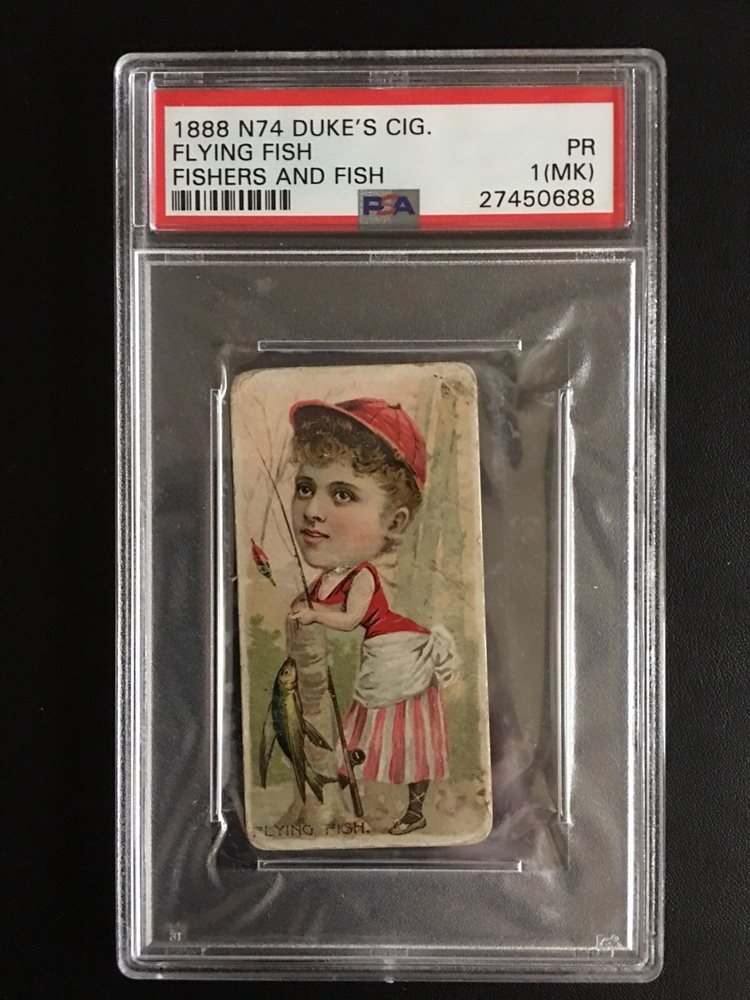 1888 N74 DUKE'S CIG.
FLYING FISH
FISHERS AND FISH
PR
1(MK)
27450688
PSA
FLYING FISH.